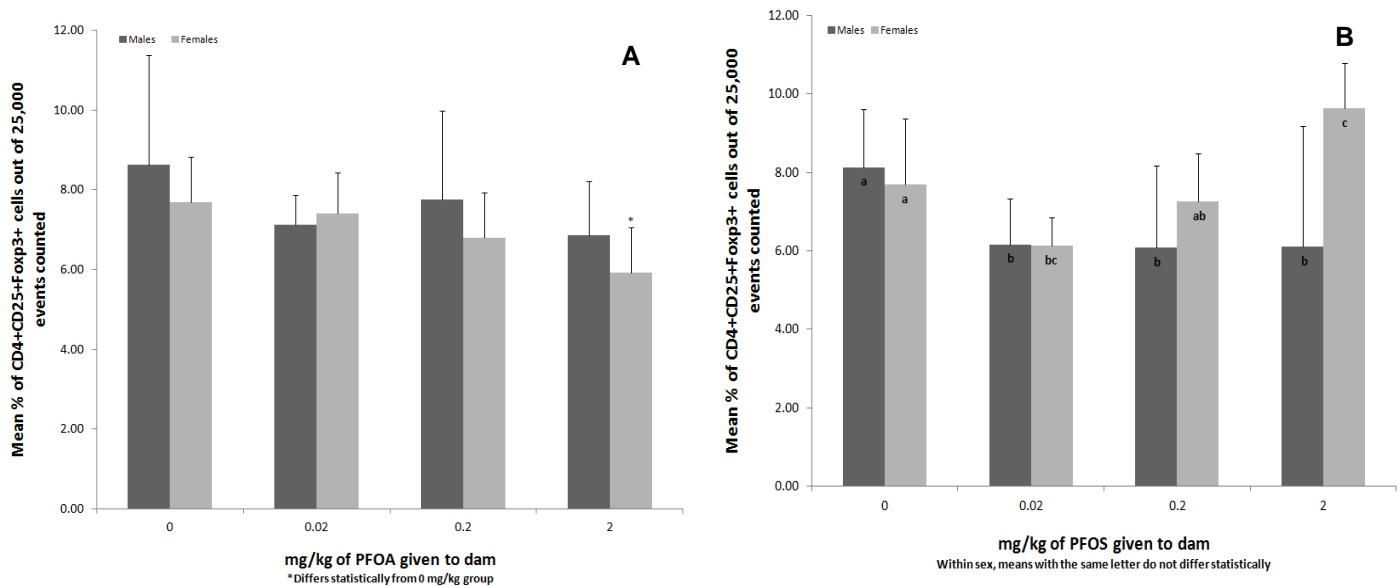 Males Females
A
12.00
10.00
8.00
6.00
4.00
2.00
0.00
Mean % of CD4+CD25+Foxp3+ cells out of 25,000
events counted
*
0 0.02 0.2 2
mg/kg of PFOA given to dam
*Differs statistically from 0 mg/kg group
Males Females
B
12.00
10.00
8.00
6.00
4.00
2.00
0.00
Mean % of CD4+CD25+Foxp3+ cells out of 25,000
events counted
a a b bc b ab b c
0 0.02 0.2 2
mg/kg of PFOS given to dam
Within sex, means with the same letter do not differ statistically